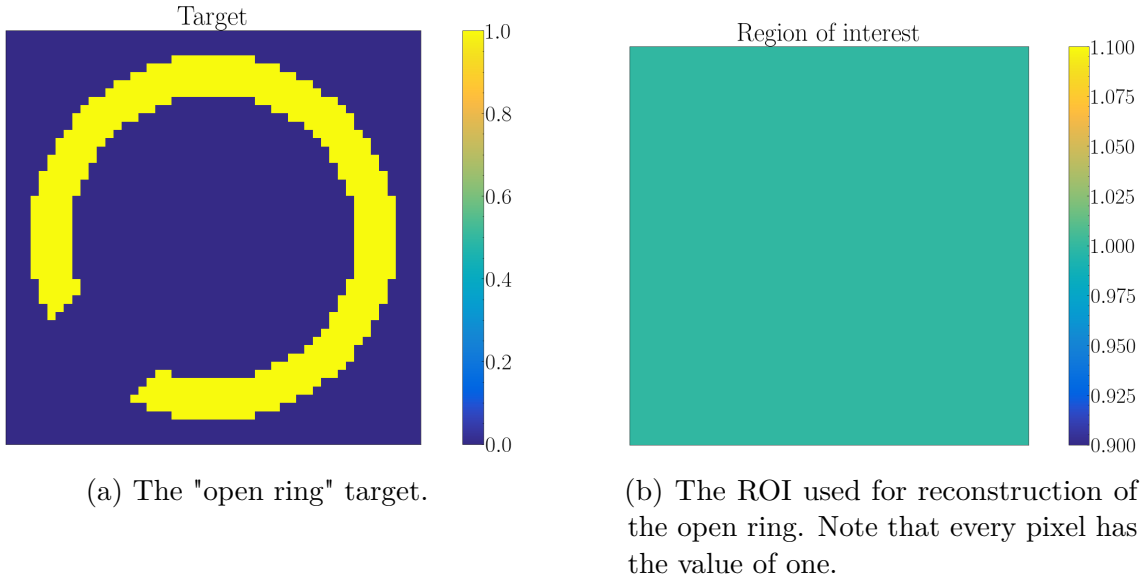 Target
1.0
0.8
0.6
0.4
0.2
0.0
(a) The "open ring" target.
Region of interest
1.100
1.075
1.050
1.025
1.000
0.975
0.950
0.925
0.900
(b) The ROI used for reconstruction of
the open ring. Note that every pixel has
the value of one.